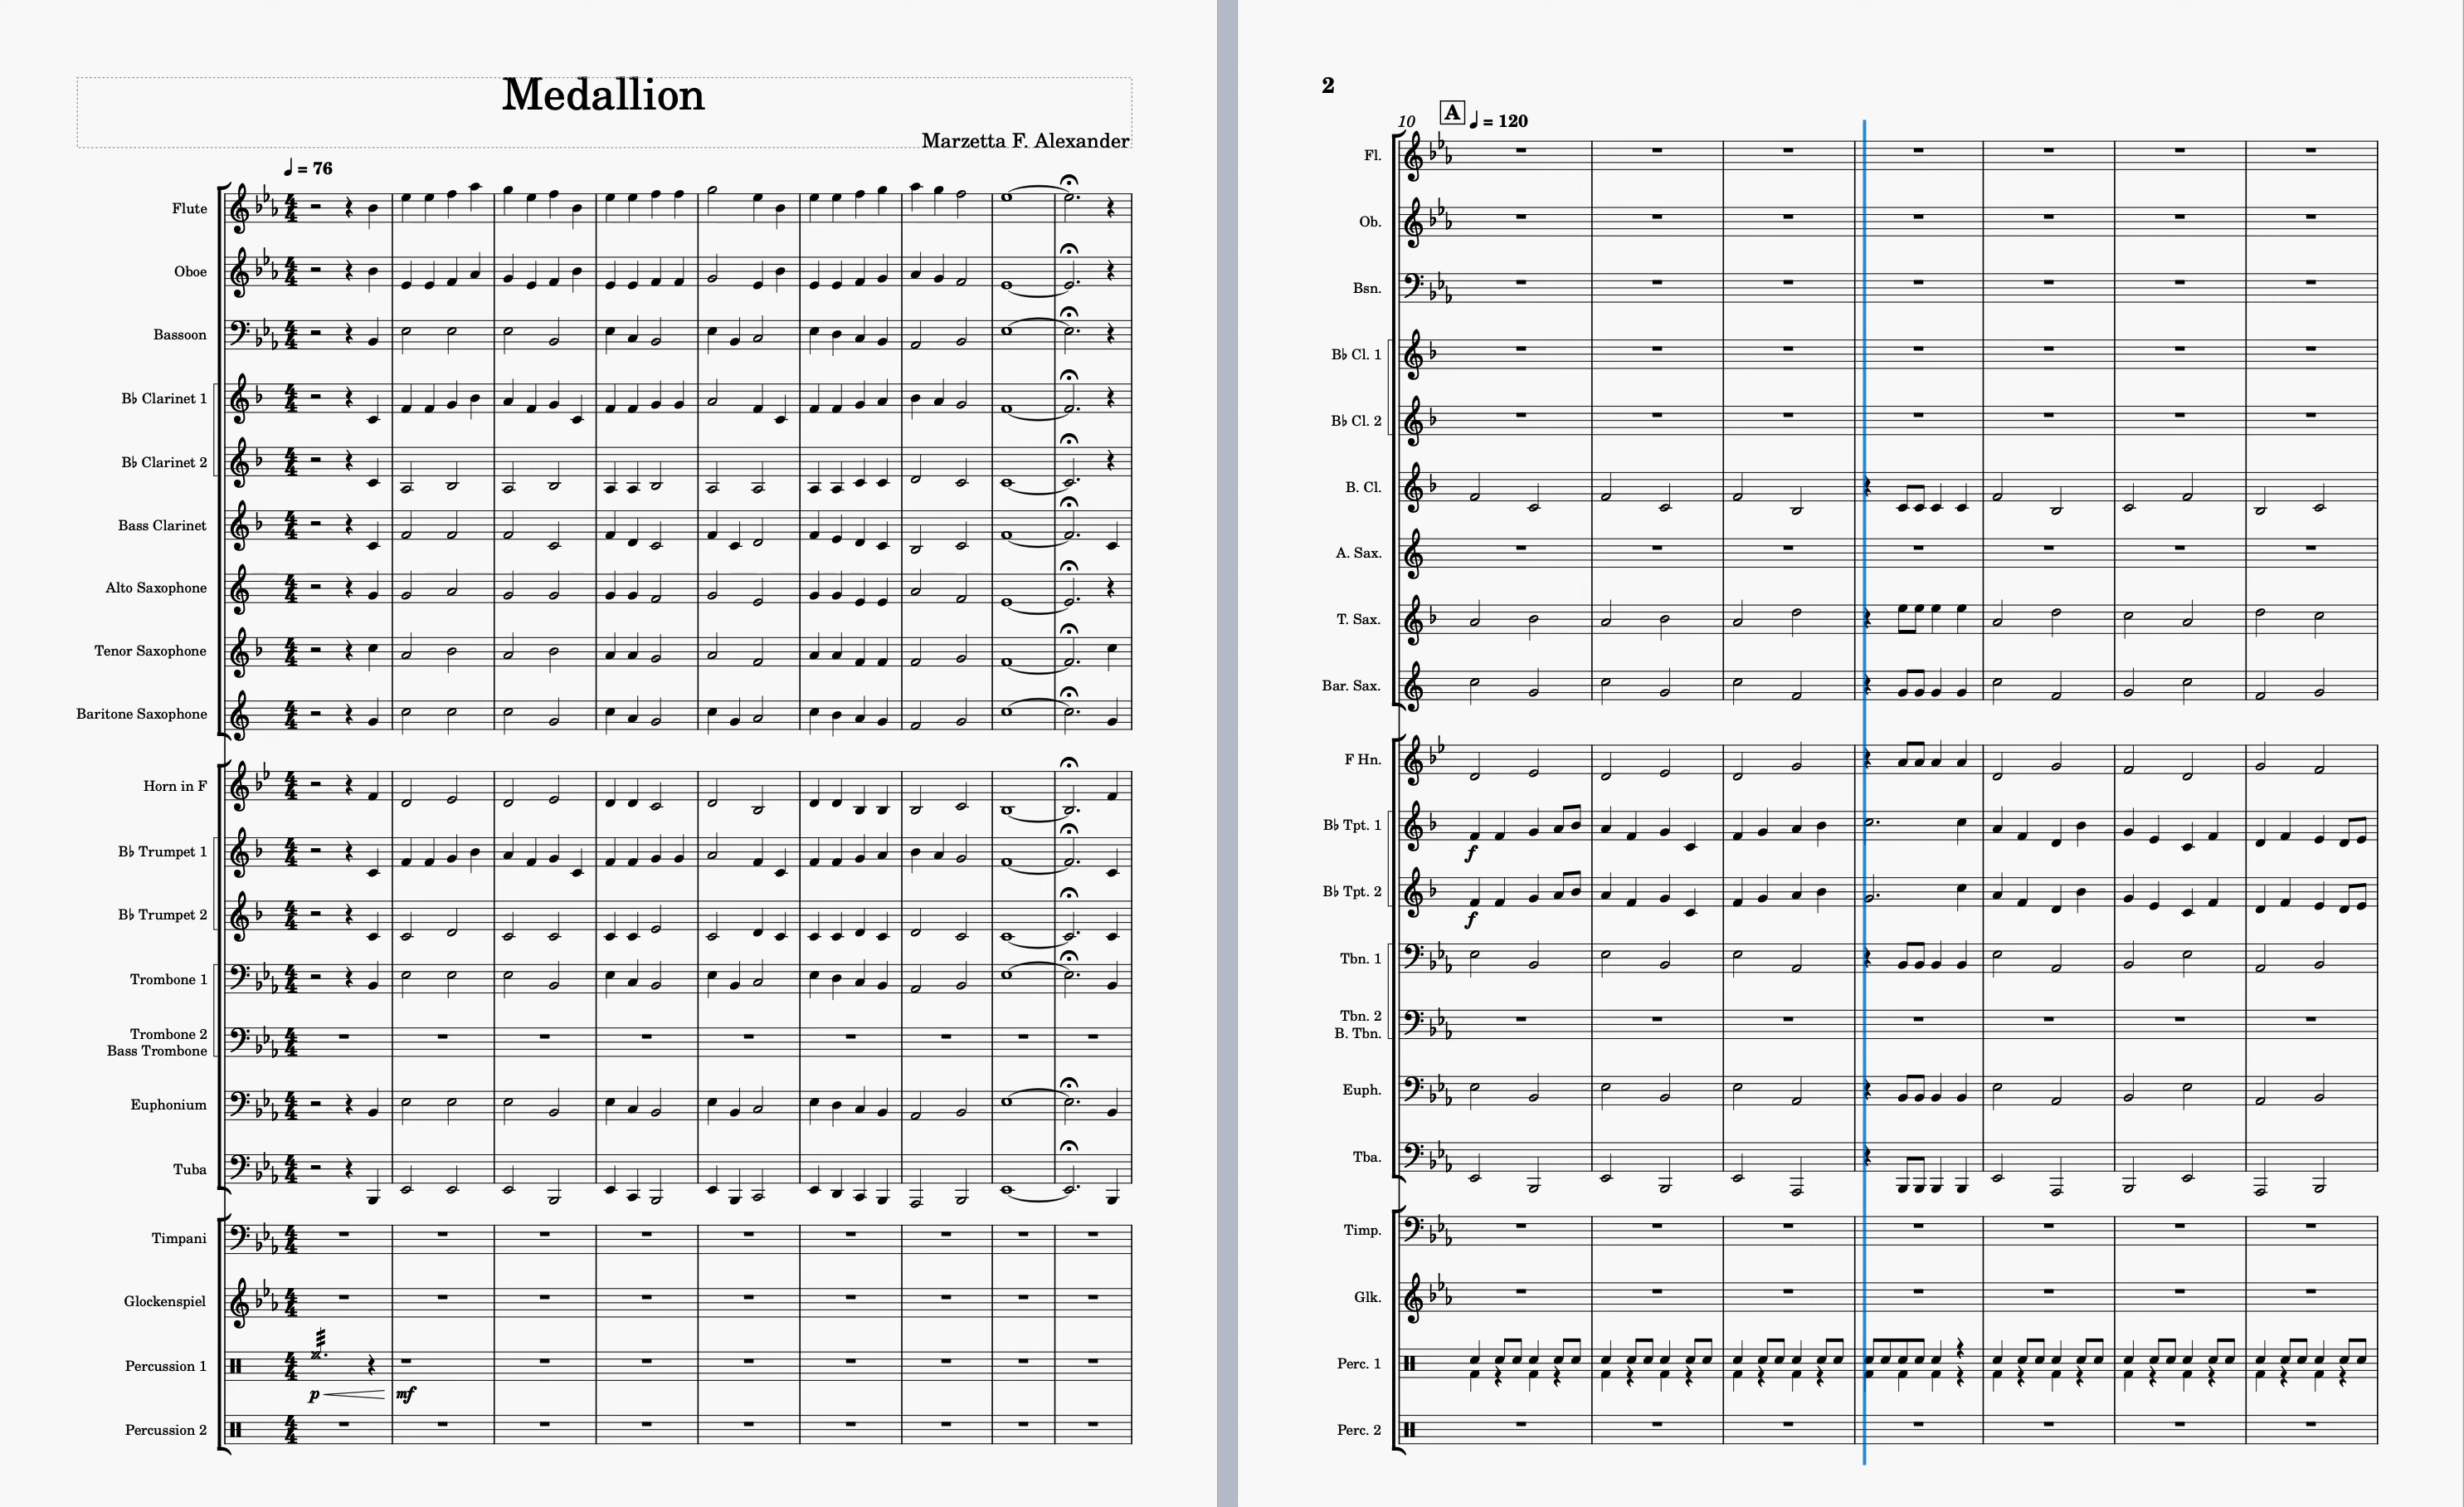 Medallion
Marzetta F. Alexander
♩ = 76
Flute
Oboe
Bassoon
B♭ Clarinet 1
B♭ Clarinet 2
Bass Clarinet
Alto Saxophone
Tenor Saxophone
Baritone Saxophone
Horn in F
B♭ Trumpet 1
B♭ Trumpet 2
Trombone 1
Trombone 2
Bass Trombone
Euphonium
Tuba
Timpani
Glockenspiel
Percussion 1
p mf
Percussion 2
2
10 A ♩ = 120
Fl.
Ob.
Bsn.
B♭ Cl. 1
B♭ Cl. 2
B. Cl.
A. Sax.
T. Sax.
Bar. Sax.
F Hn.
B♭ Tpt. 1
f
B♭ Tpt. 2
f
Tbn. 1
Tbn. 2
B. Tbn.
Euph.
Tba.
Timp.
Glk.
Perc. 1
Perc. 2